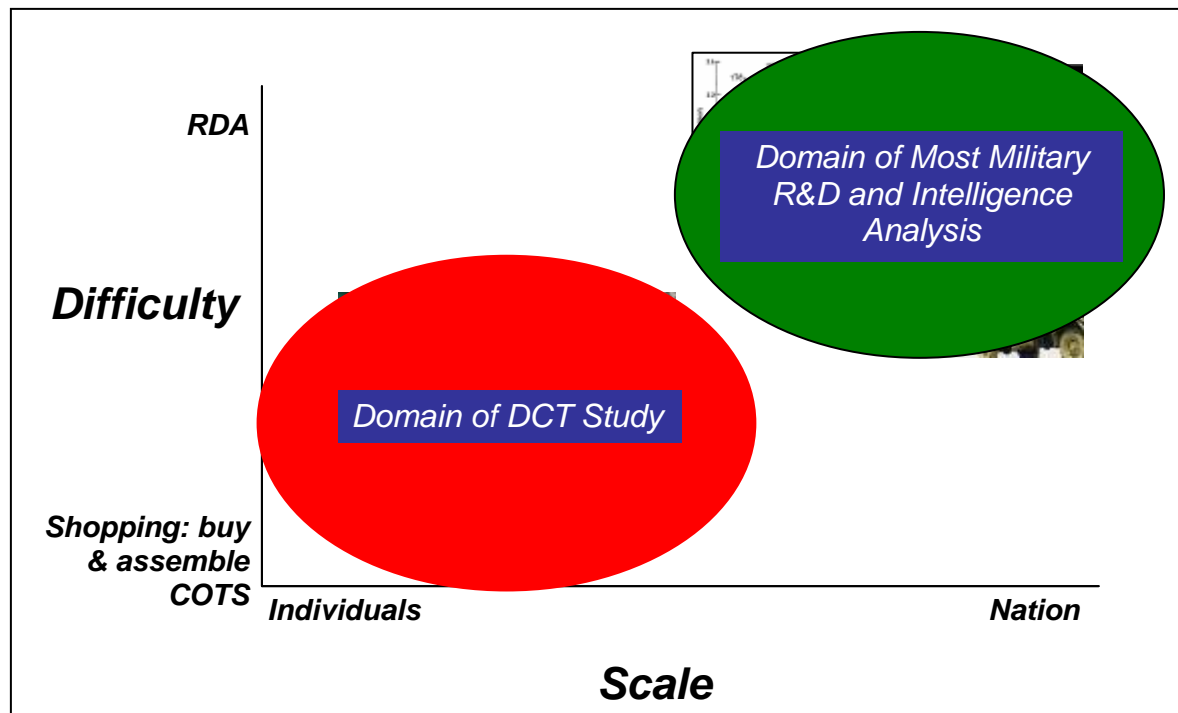 RDA
Domain of Most Military
R&D and Intelligence
Analysis
Difficulty
Domain of DCT Study
Shopping: buy
& assemble
COTS
Individuals
Nation
Scale